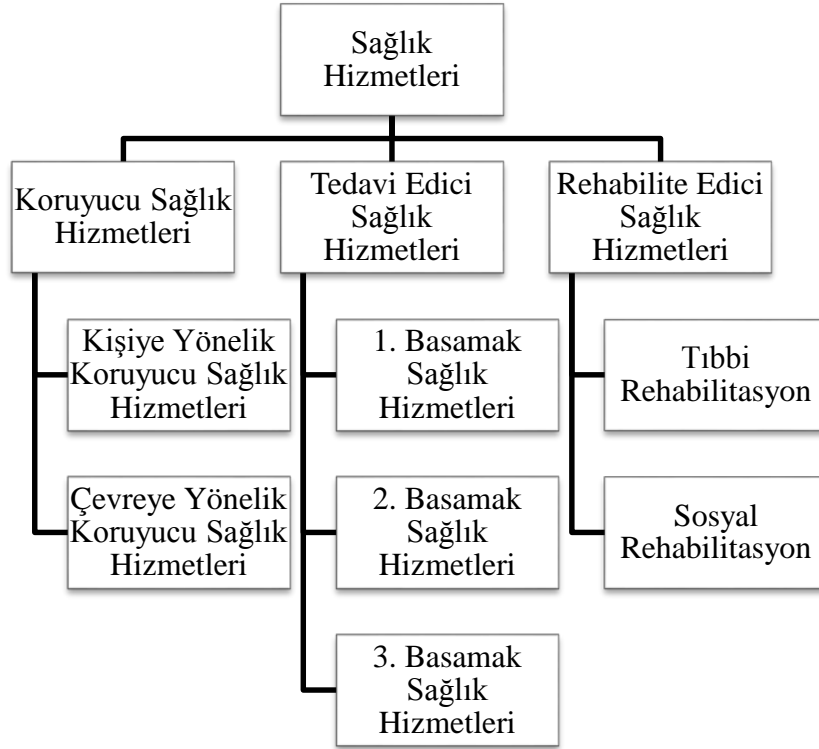 Sağlık
Hizmetleri
Koruyucu Sağlık
Hizmetleri
Kişiye Yönelik
Koruyucu Sağlık
Hizmetleri
Çevreye Yönelik
Koruyucu Sağlık
Hizmetleri
Tedavi Edici
Sağlık
Hizmetleri
1. Basamak
Sağlık
Hizmetleri
2. Basamak
Sağlık
Hizmetleri
3. Basamak
Sağlık
Hizmetleri
Rehabilite Edici
Sağlık
Hizmetleri
Tıbbi
Rehabilitasyon
Sosyal
Rehabilitasyon